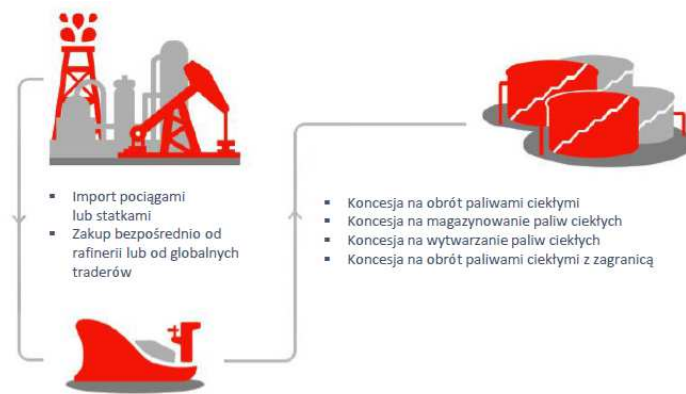 ▪ Import pociągami
lub statkami
▪ Zakup bezpośrednio od
rafinerii lub od globalnych
traderów
▪ Koncesja na obrót paliwami ciekłymi
▪ Koncesja na magazynowanie paliw ciekłych
▪ Koncesja na wytwarzanie paliw ciekłych
▪ Koncesja na obrót paliwami ciekłymi z zagranicą